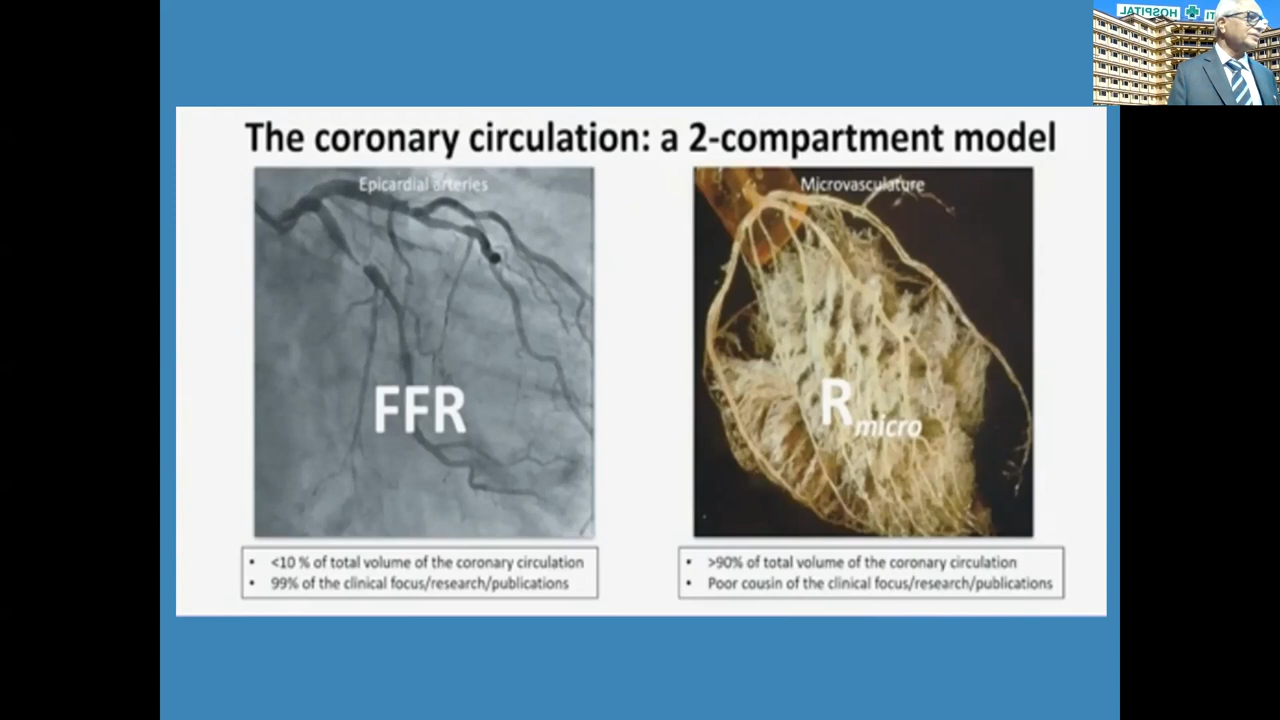 HOSPITAL
The coronary circulation: a 2-compartment model
Epicardial arteries
FFR
• <10 % of total volume of the coronary circulation
• 99% of the clinical focus/research/publications
Microvasculature
Rmicro
• >90% of total volume of the coronary circulation
• Poor cousin of the clinical focus/research/publications